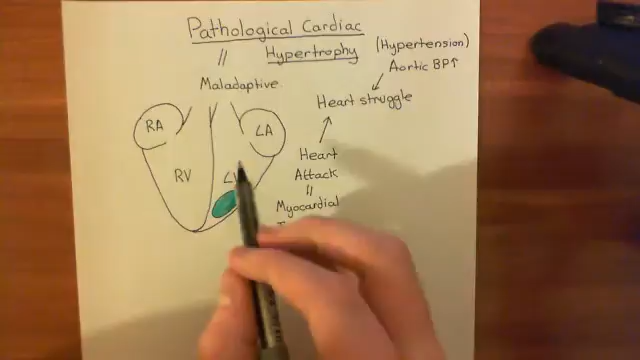 Pathological Cardiac
Hypertrophy
=
Maladaptive
(Hypertension)
Aortic BP↑
Heart struggle
RA
LA
RV
Heart
Attack
=
Myocardial